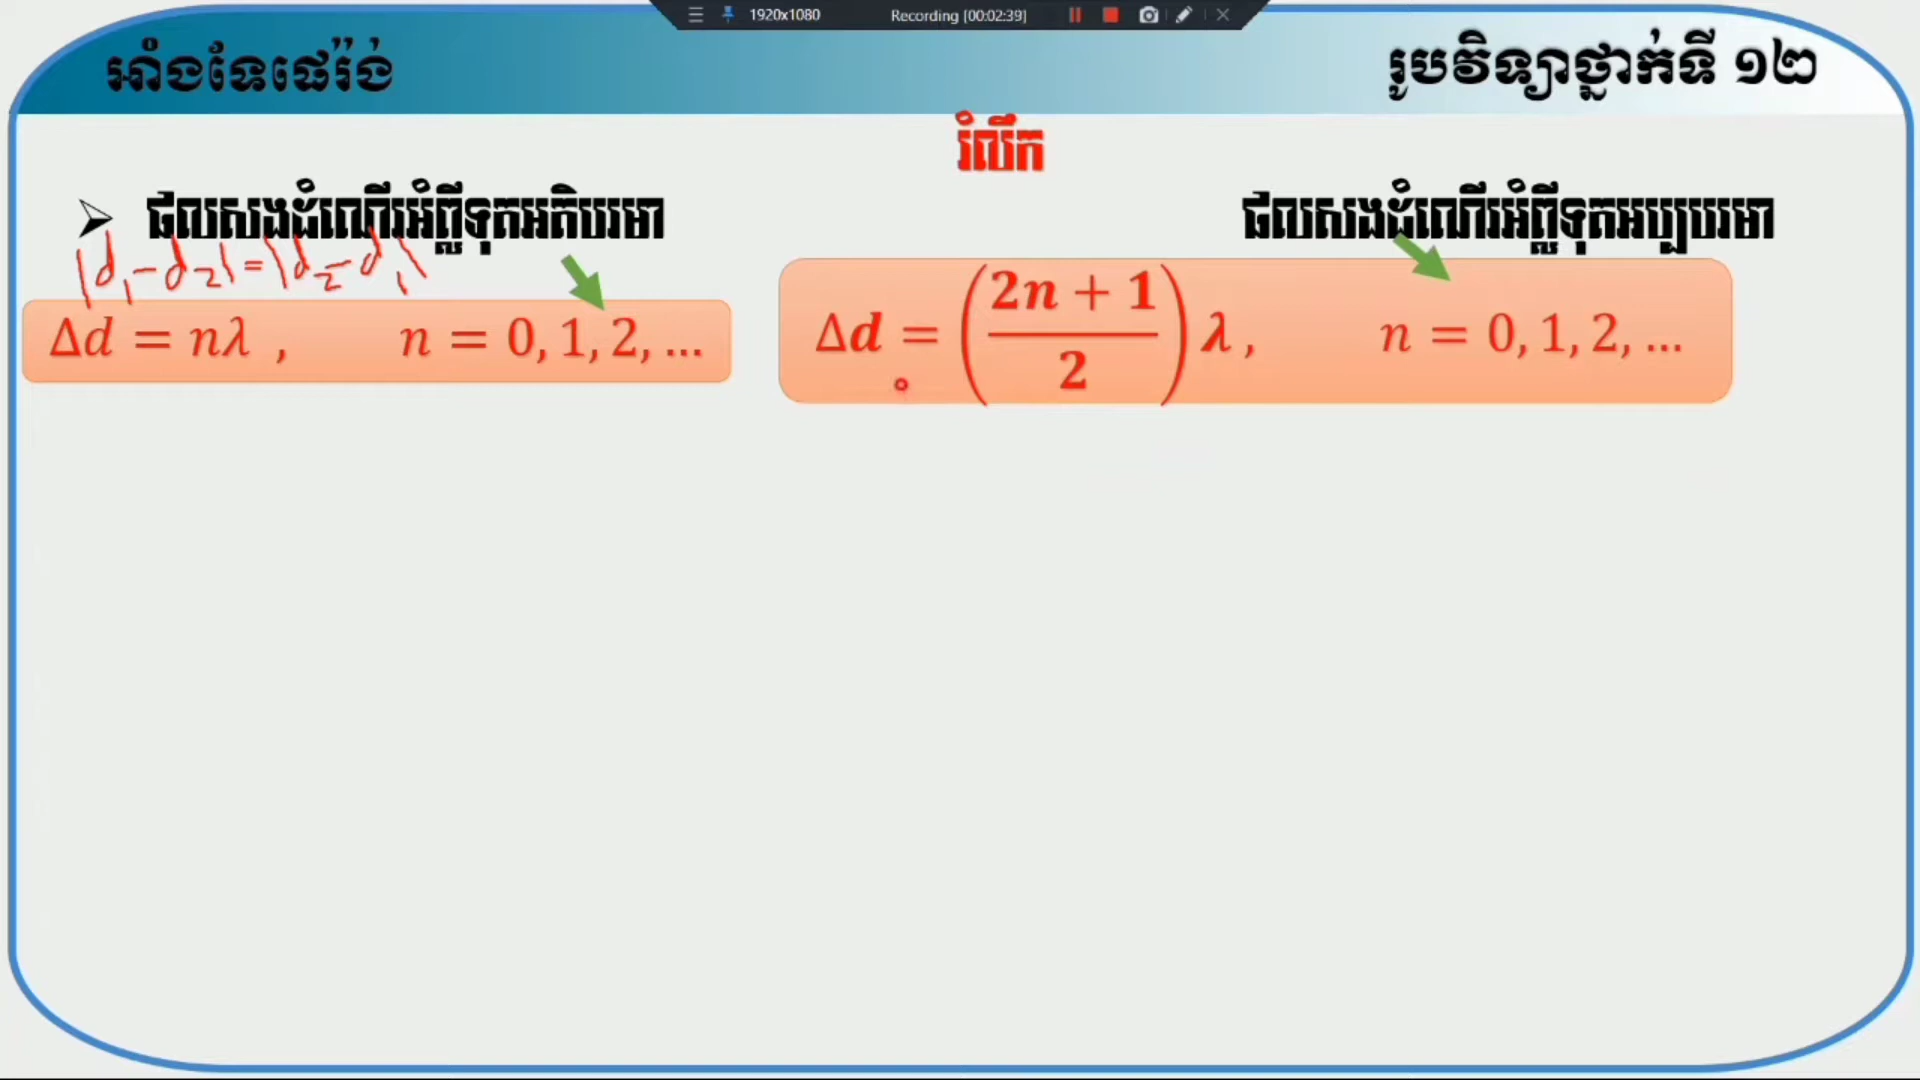 1920x1080 Recording [00:02:39]
អាំងទែផេរ៉ង់
រូបវិទ្យាថ្នាក់ទី ១២
រំលឹក
ផលសងដំណើរអំព្លីទុតអតិបរមា
|d₁-d₂|=|d₂-d₁|
Δd = nλ , n = 0, 1, 2, ...
ផលសងដំណើរអំព្លីទុតអប្បបរមា
Δd = ((2n + 1)/2) λ , n = 0, 1, 2, ...